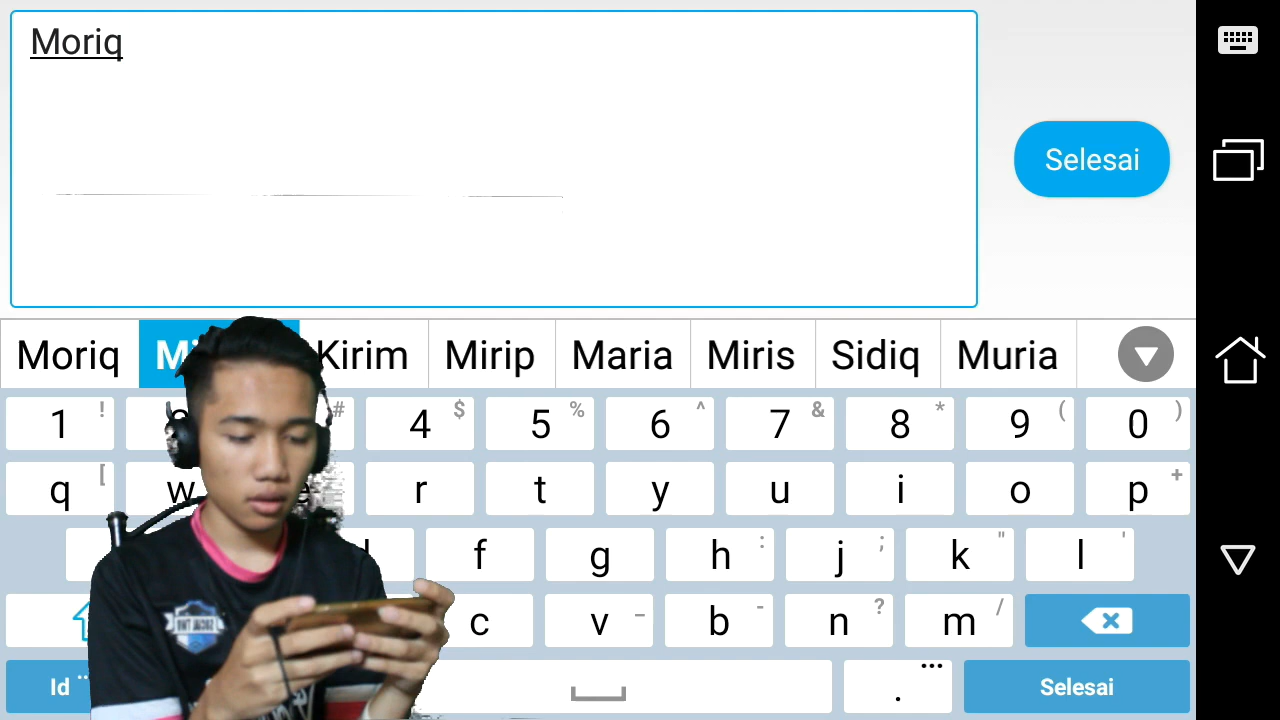 Moriq
Selesai
Moriq Kirim Mirip Maria Miris Sidiq Muria
1 ! # 4 $ 5 % 6 ^ 7 & 8 * 9 ( 0 )
q [ w e r t y u i o p +
f g h : j ; k " l '
c v _ b - n ? m /
Id . ... Selesai